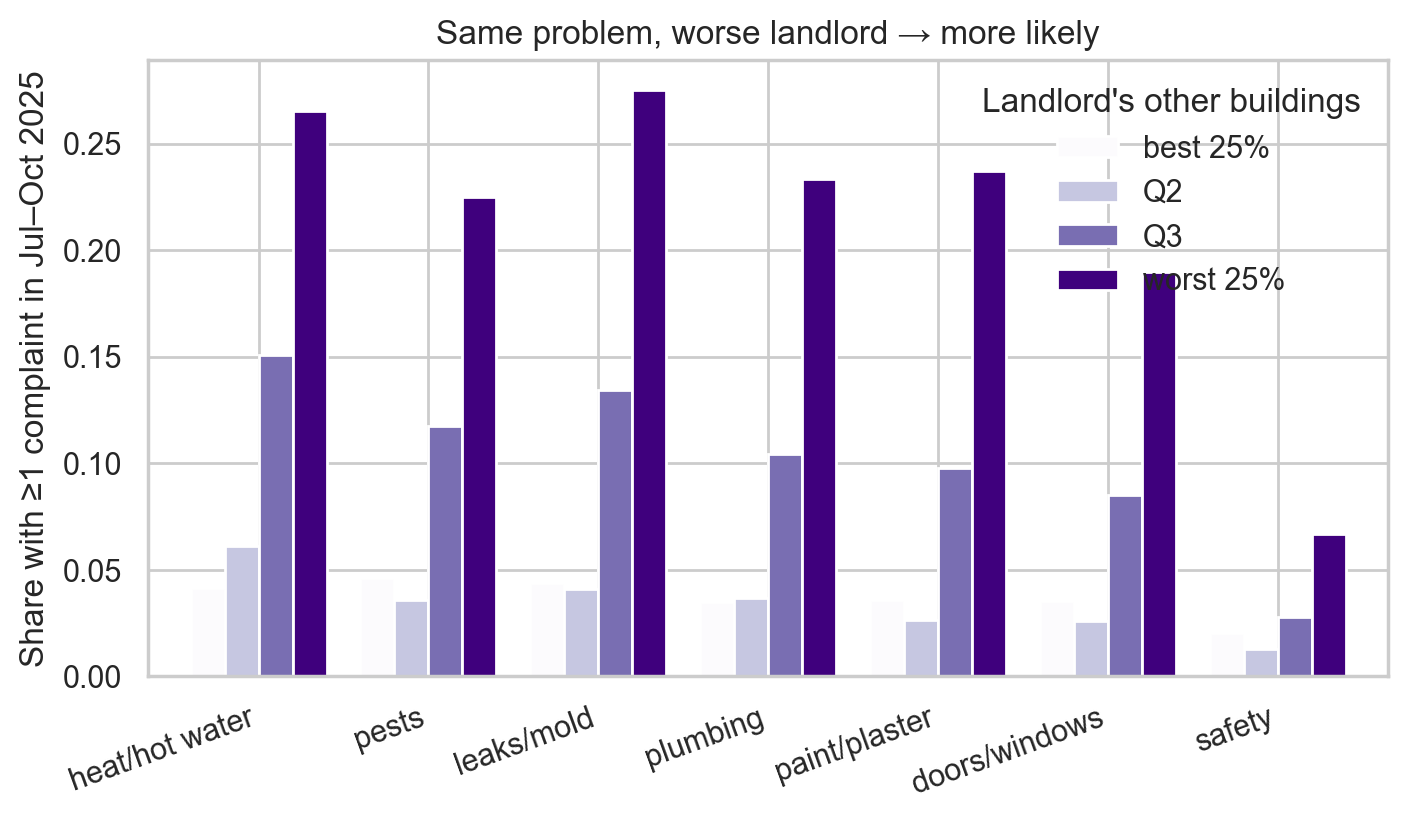 Same problem, worse landlord → more likely
Share with ≥1 complaint in Jul–Oct 2025
0.25
0.20
0.15
0.10
0.05
0.00
Landlord's other buildings
best 25%
Q2
Q3
worst 25%
heat/hot water
pests
leaks/mold
plumbing
paint/plaster
doors/windows
safety